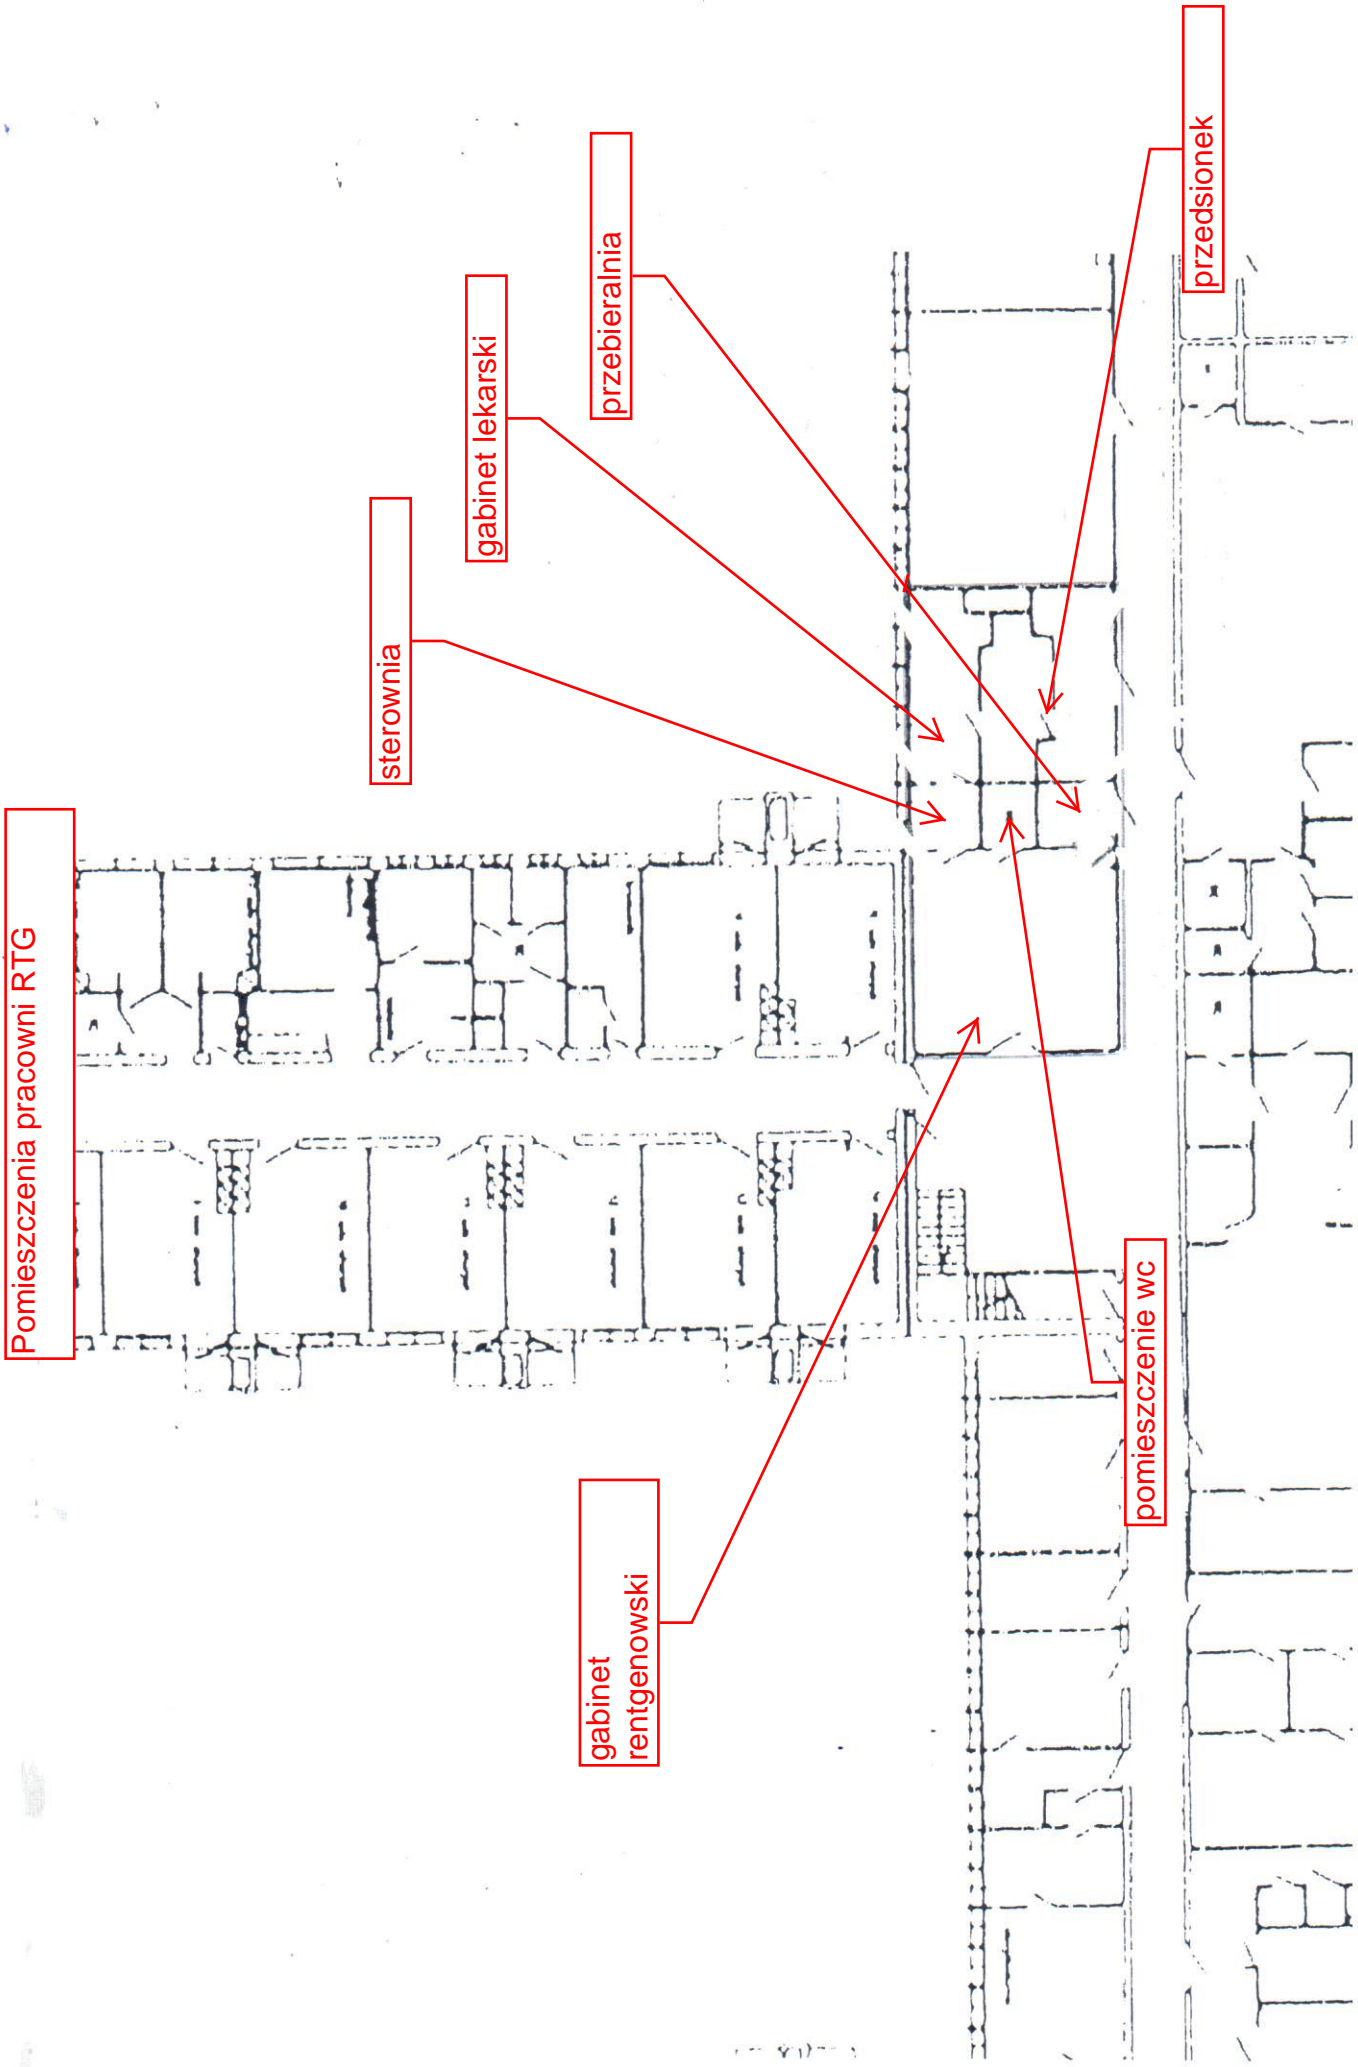 Pomieszczenia pracowni RTG
sterownia
gabinet lekarski
przebieralnia
przedsionek
gabinet
rentgenowski
pomieszczenie wc